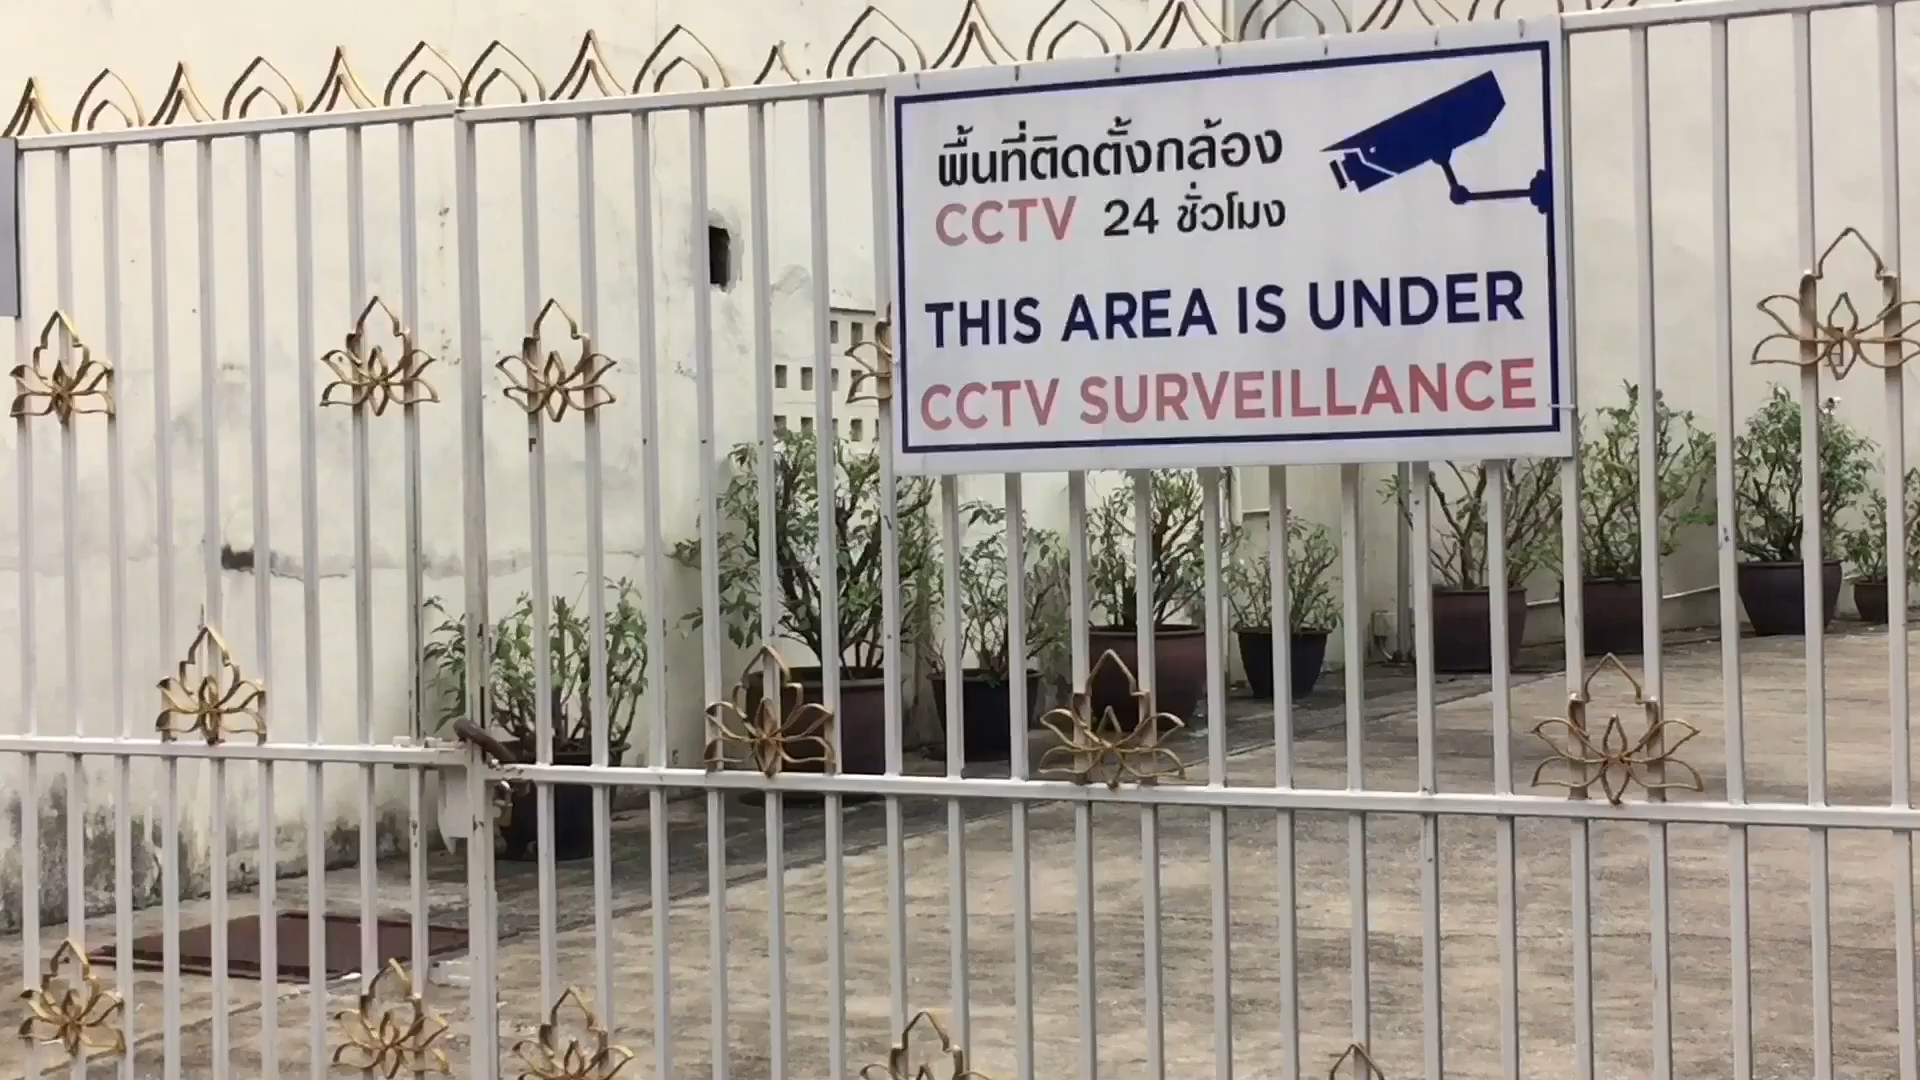 พื้นที่ติดตั้งกล้อง
CCTV 24 ชั่วโมง
THIS AREA IS UNDER
CCTV SURVEILLANCE